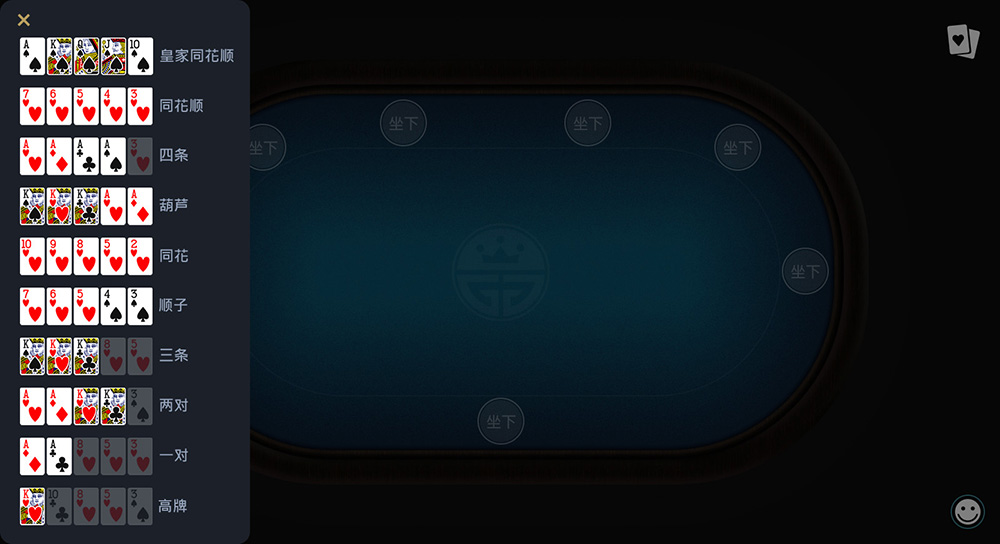 A K Q J 10 皇家同花顺
7 6 5 4 3 同花顺
A A A A 3 四条
K K K A A 葫芦
10 9 8 5 2 同花
7 6 5 4 3 顺子
K K K 8 5 三条
A A K K 3 两对
A A 8 5 3 一对
K 10 8 5 3 高牌
坐下
坐下
坐下
坐下
坐下
坐下